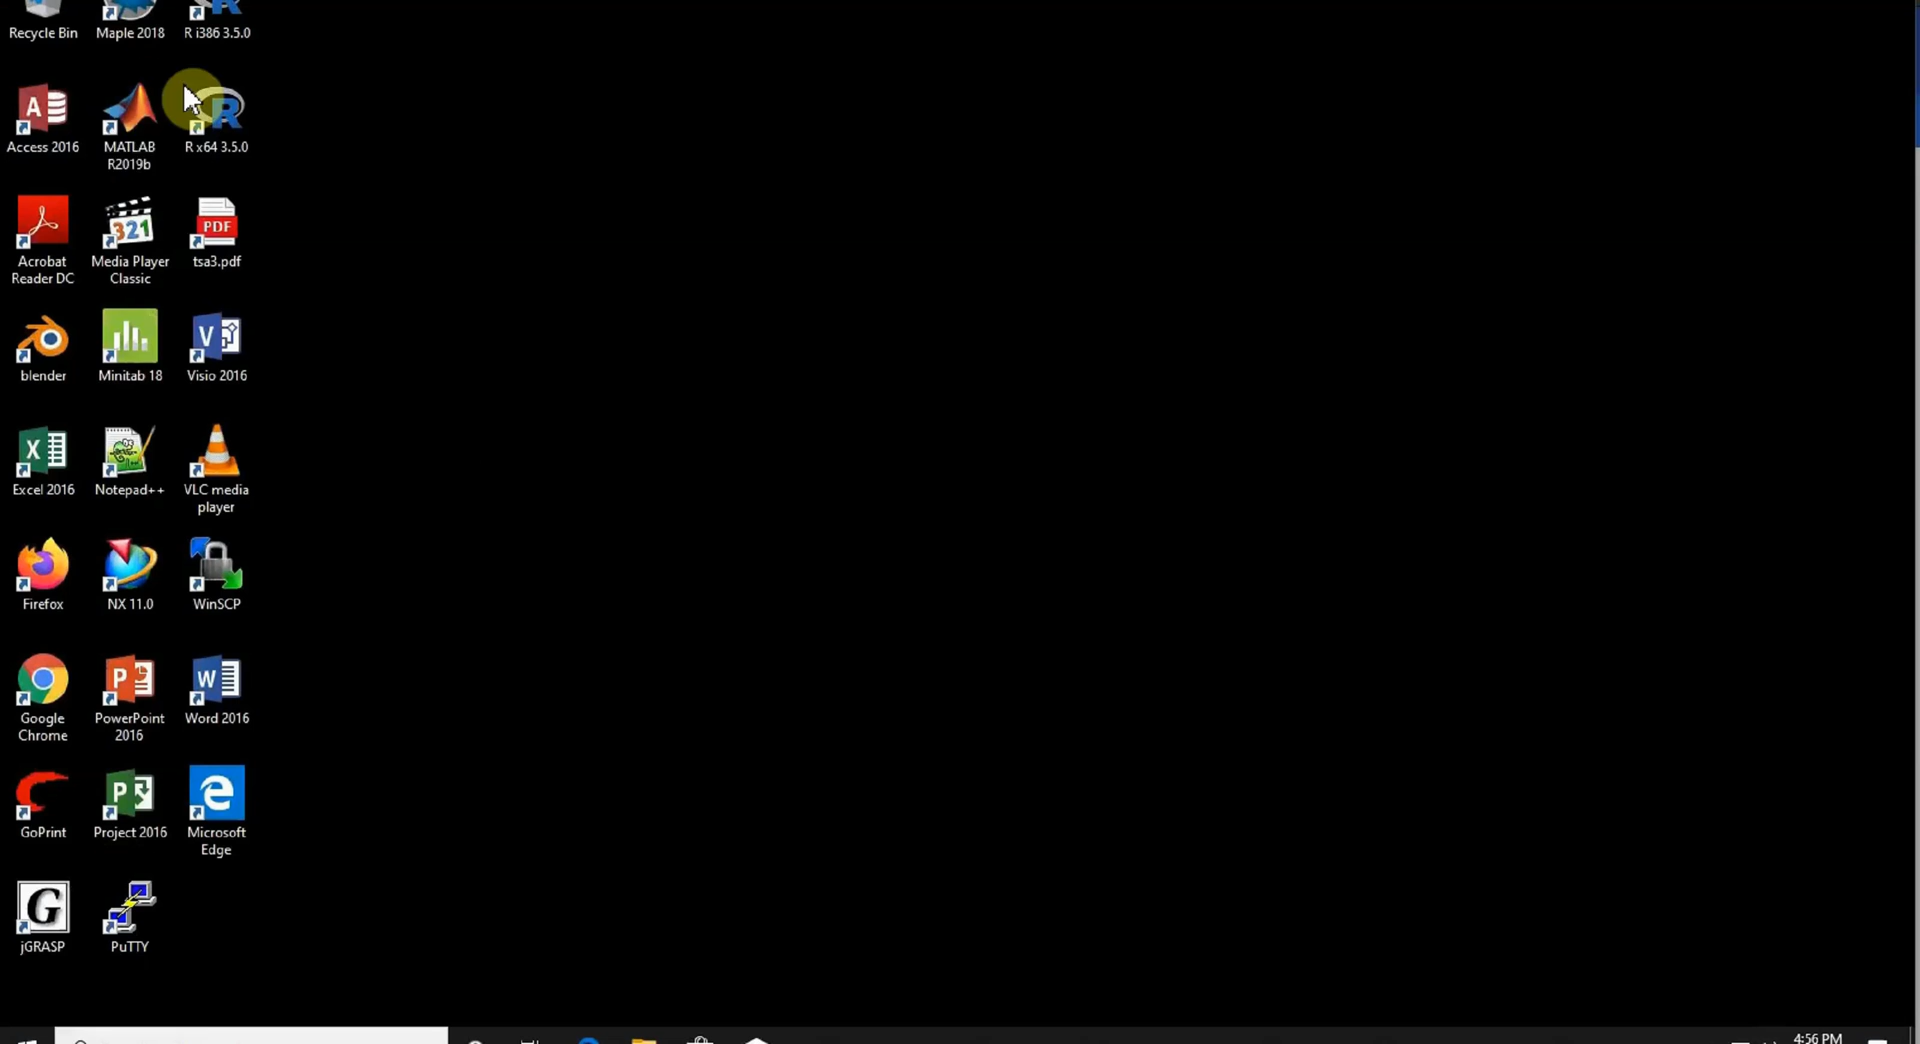 Recycle Bin
Maple 2018
R i386 3.5.0
Access 2016
MATLAB
R2019b
R x64 3.5.0
Acrobat
Reader DC
321
Media Player
Classic
PDF
tsa3.pdf
blender
Minitab 18
Visio 2016
Excel 2016
Notepad++
VLC media
player
Firefox
NX 11.0
WinSCP
Google
Chrome
PowerPoint
2016
Word 2016
GoPrint
Project 2016
Microsoft
Edge
jGRASP
PuTTY
4:56 PM